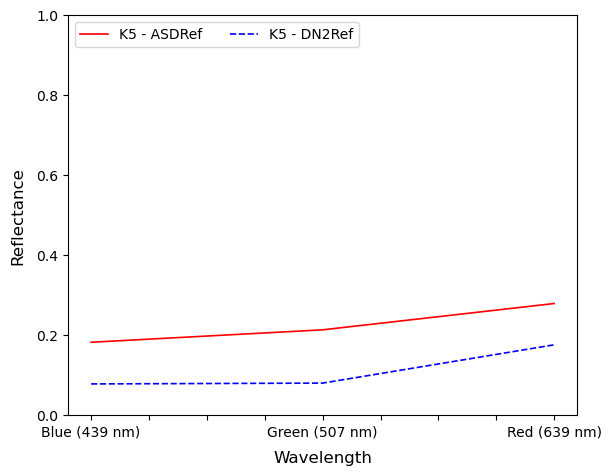 K5 - ASDRef
K5 - DN2Ref
1.0
0.8
0.6
0.4
0.2
0.0
Reflectance
Blue (439 nm)
Green (507 nm)
Red (639 nm)
Wavelength